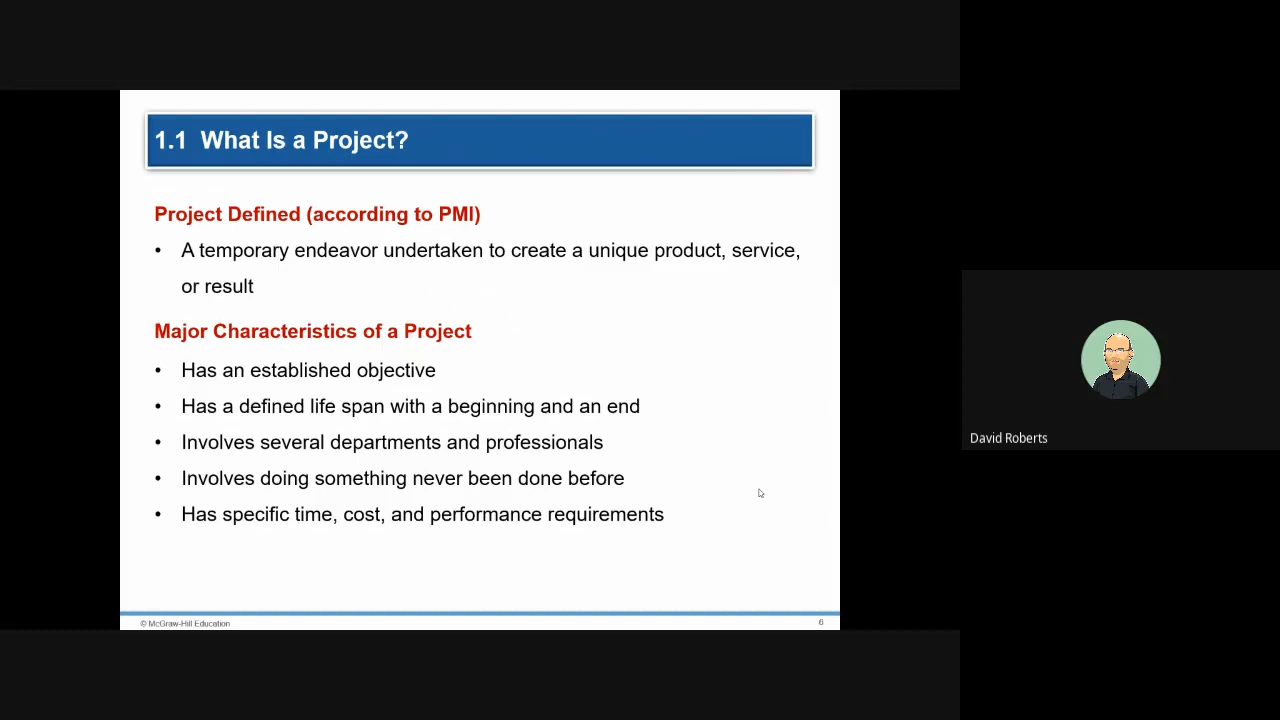 1.1 What Is a Project?
Project Defined (according to PMI)
• A temporary endeavor undertaken to create a unique product, service,
or result
Major Characteristics of a Project
• Has an established objective
• Has a defined life span with a beginning and an end
• Involves several departments and professionals
• Involves doing something never been done before
• Has specific time, cost, and performance requirements
© McGraw-Hill Education
6
David Roberts